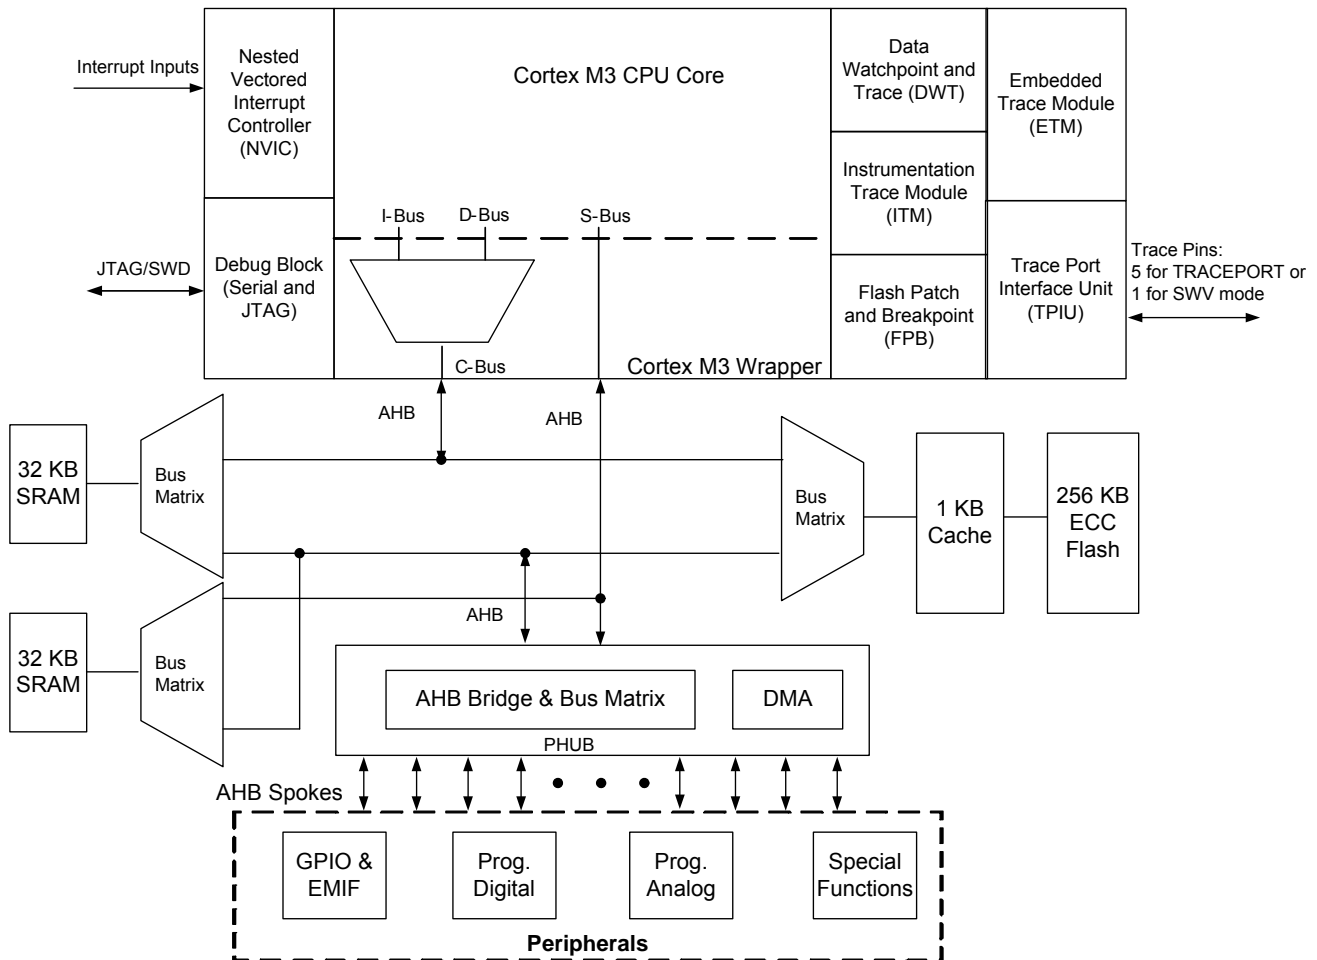 Interrupt Inputs
Nested
Vectored
Interrupt
Controller
(NVIC)
Cortex M3 CPU Core
Data
Watchpoint and
Trace (DWT)
Embedded
Trace Module
(ETM)
Instrumentation
Trace Module
(ITM)
I-Bus
D-Bus
S-Bus
JTAG/SWD
Debug Block
(Serial and
JTAG)
Flash Patch
and Breakpoint
(FPB)
Trace Port
Interface Unit
(TPIU)
Trace Pins:
5 for TRACEPORT or
1 for SWV mode
C-Bus
Cortex M3 Wrapper
AHB
AHB
32 KB
SRAM
Bus
Matrix
Bus
Matrix
1 KB
Cache
256 KB
ECC
Flash
AHB
32 KB
SRAM
Bus
Matrix
AHB Bridge & Bus Matrix
DMA
PHUB
AHB Spokes
GPIO &
EMIF
Prog.
Digital
Prog.
Analog
Special
Functions
Peripherals